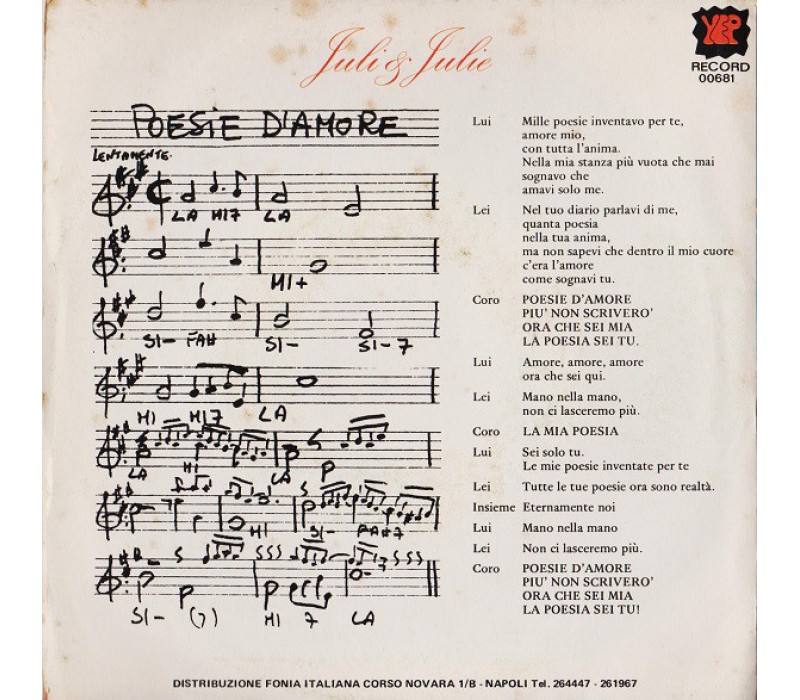 Juli & Julie
YEP
RECORD
00681
POESIE D'AMORE
LENTAMENTE.
LA MI7 LA
MI+
SI- FA# SI- SI-7
MI MI7 LA
LA MI LA
MI SI- FA#7
SI- (7) MI 7 LA
Lui Mille poesie inventavo per te,
amore mio,
con tutta l'anima.
Nella mia stanza più vuota che mai
sognavo che
amavi solo me.
Lei Nel tuo diario parlavi di me,
quanta poesia
nella tua anima,
ma non sapevi che dentro il mio cuore
c'era l'amore
come sognavi tu.
Coro POESIE D'AMORE
PIU' NON SCRIVERO'
ORA CHE SEI MIA
LA POESIA SEI TU.
Lui Amore, amore, amore
ora che sei qui.
Lei Mano nella mano,
non ci lasceremo più.
Coro LA MIA POESIA
Lui Sei solo tu.
Le mie poesie inventate per te
Lei Tutte le tue poesie ora sono realtà.
Insieme Eternamente noi
Lui Mano nella mano
Lei Non ci lasceremo più.
Coro POESIE D'AMORE
PIU' NON SCRIVERO'
ORA CHE SEI MIA
LA POESIA SEI TU!
DISTRIBUZIONE FONIA ITALIANA CORSO NOVARA 1/B - NAPOLI Tel. 264447 - 261967